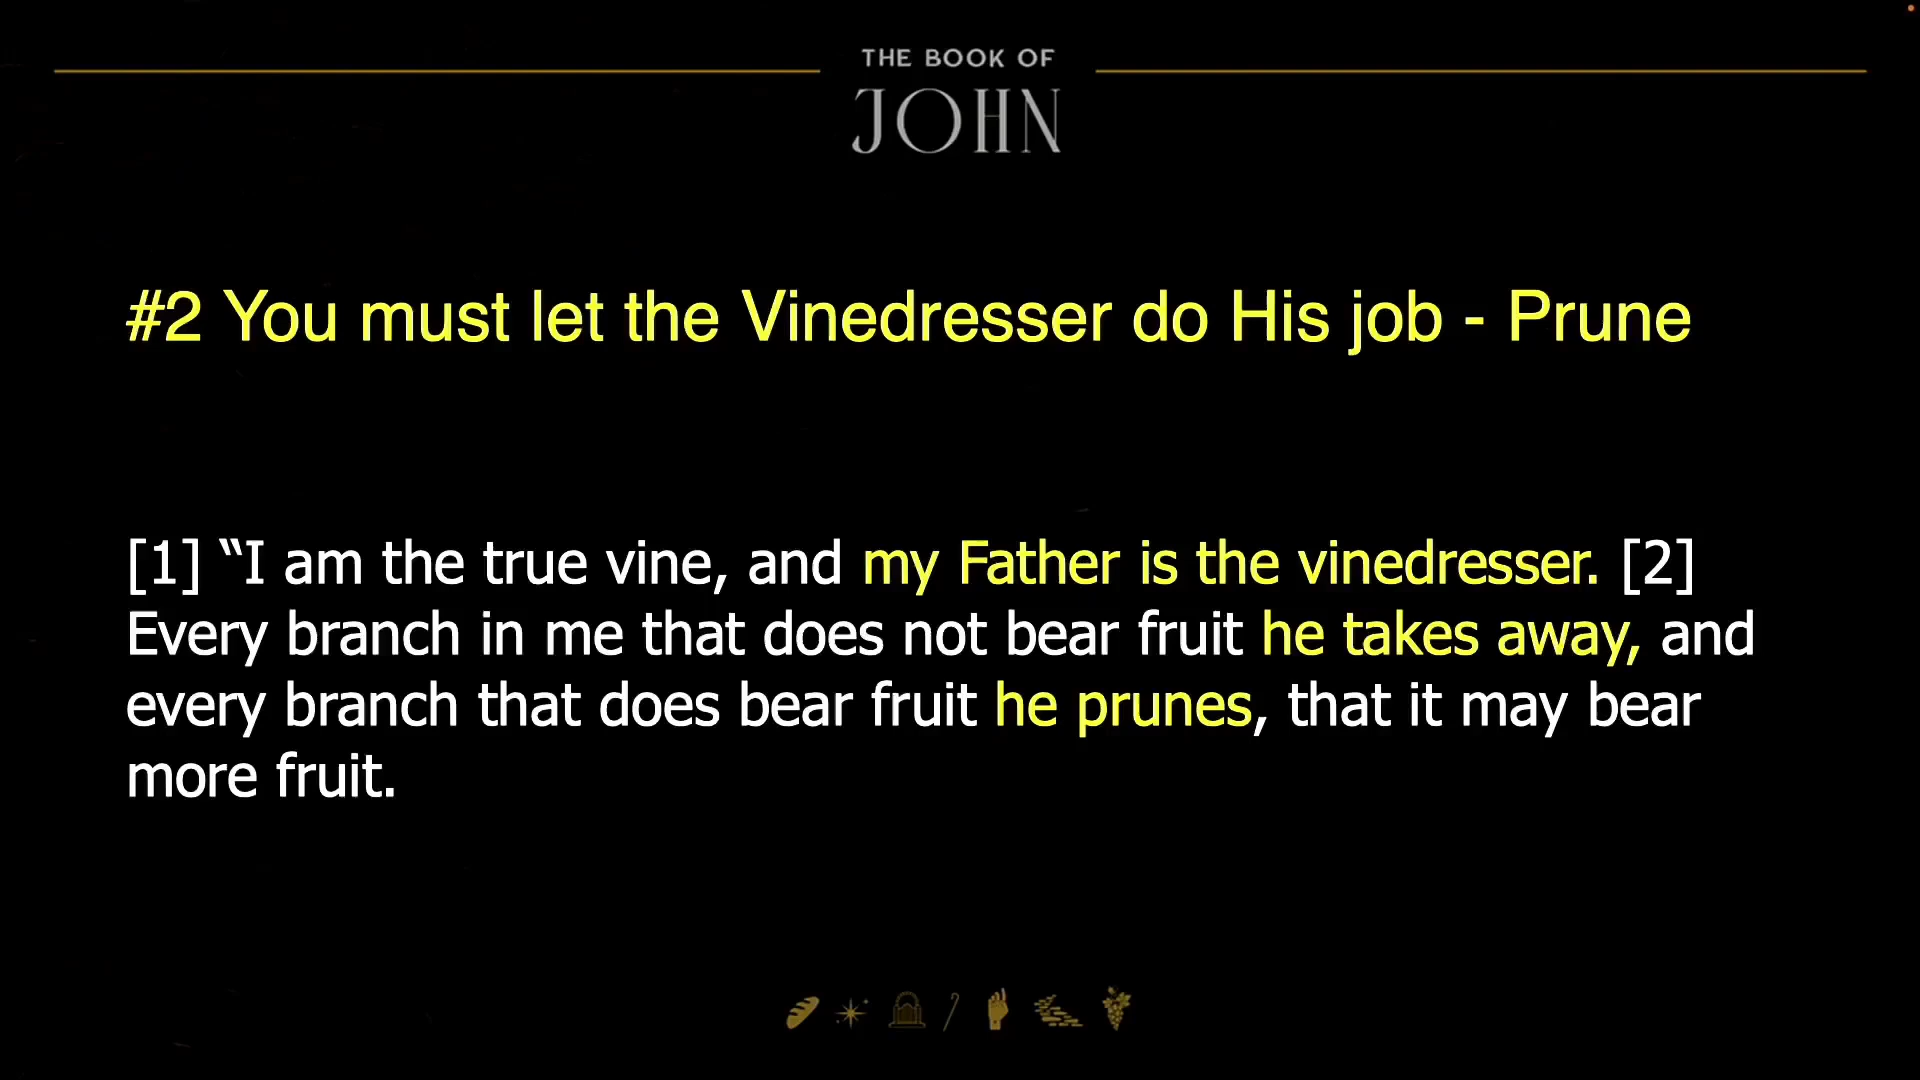 THE BOOK OF
JOHN
#2 You must let the Vinedresser do His job - Prune
[1] “I am the true vine, and my Father is the vinedresser. [2]
Every branch in me that does not bear fruit he takes away, and
every branch that does bear fruit he prunes, that it may bear
more fruit.